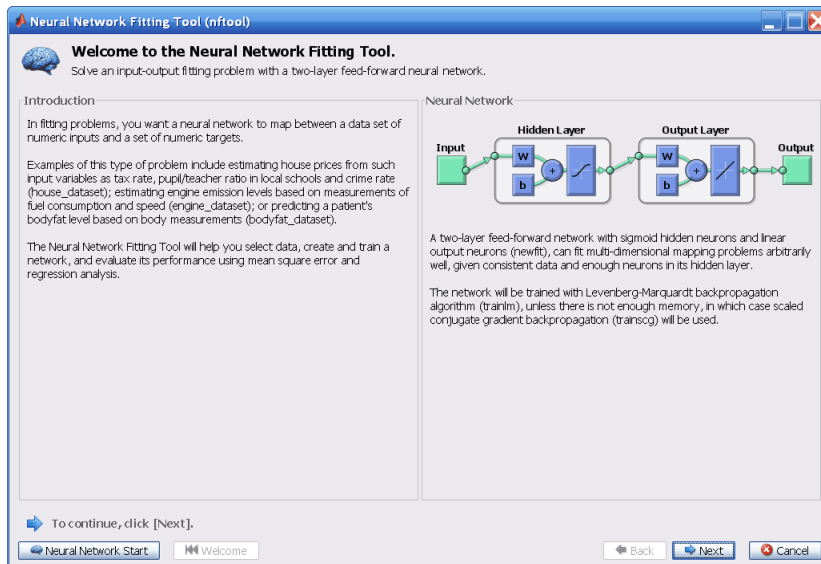 Neural Network Fitting Tool (nftool)
Welcome to the Neural Network Fitting Tool.
Solve an input-output fitting problem with a two-layer feed-forward neural network.
Introduction
In fitting problems, you want a neural network to map between a data set of
numeric inputs and a set of numeric targets.
Examples of this type of problem include estimating house prices from such
input variables as tax rate, pupil/teacher ratio in local schools and crime rate
(house_dataset); estimating engine emission levels based on measurements of
fuel consumption and speed (engine_dataset); or predicting a patient's
bodyfat level based on body measurements (bodyfat_dataset).
The Neural Network Fitting Tool will help you select data, create and train a
network, and evaluate its performance using mean square error and
regression analysis.
Neural Network
Hidden Layer
Output Layer
Input
Output
W
b
+
W
b
+
A two-layer feed-forward network with sigmoid hidden neurons and linear
output neurons (newfit), can fit multi-dimensional mapping problems arbitrarily
well, given consistent data and enough neurons in its hidden layer.
The network will be trained with Levenberg-Marquardt backpropagation
algorithm (trainlm), unless there is not enough memory, in which case scaled
conjugate gradient backpropagation (trainscg) will be used.
To continue, click [Next].
Neural Network Start
Welcome
Back
Next
Cancel